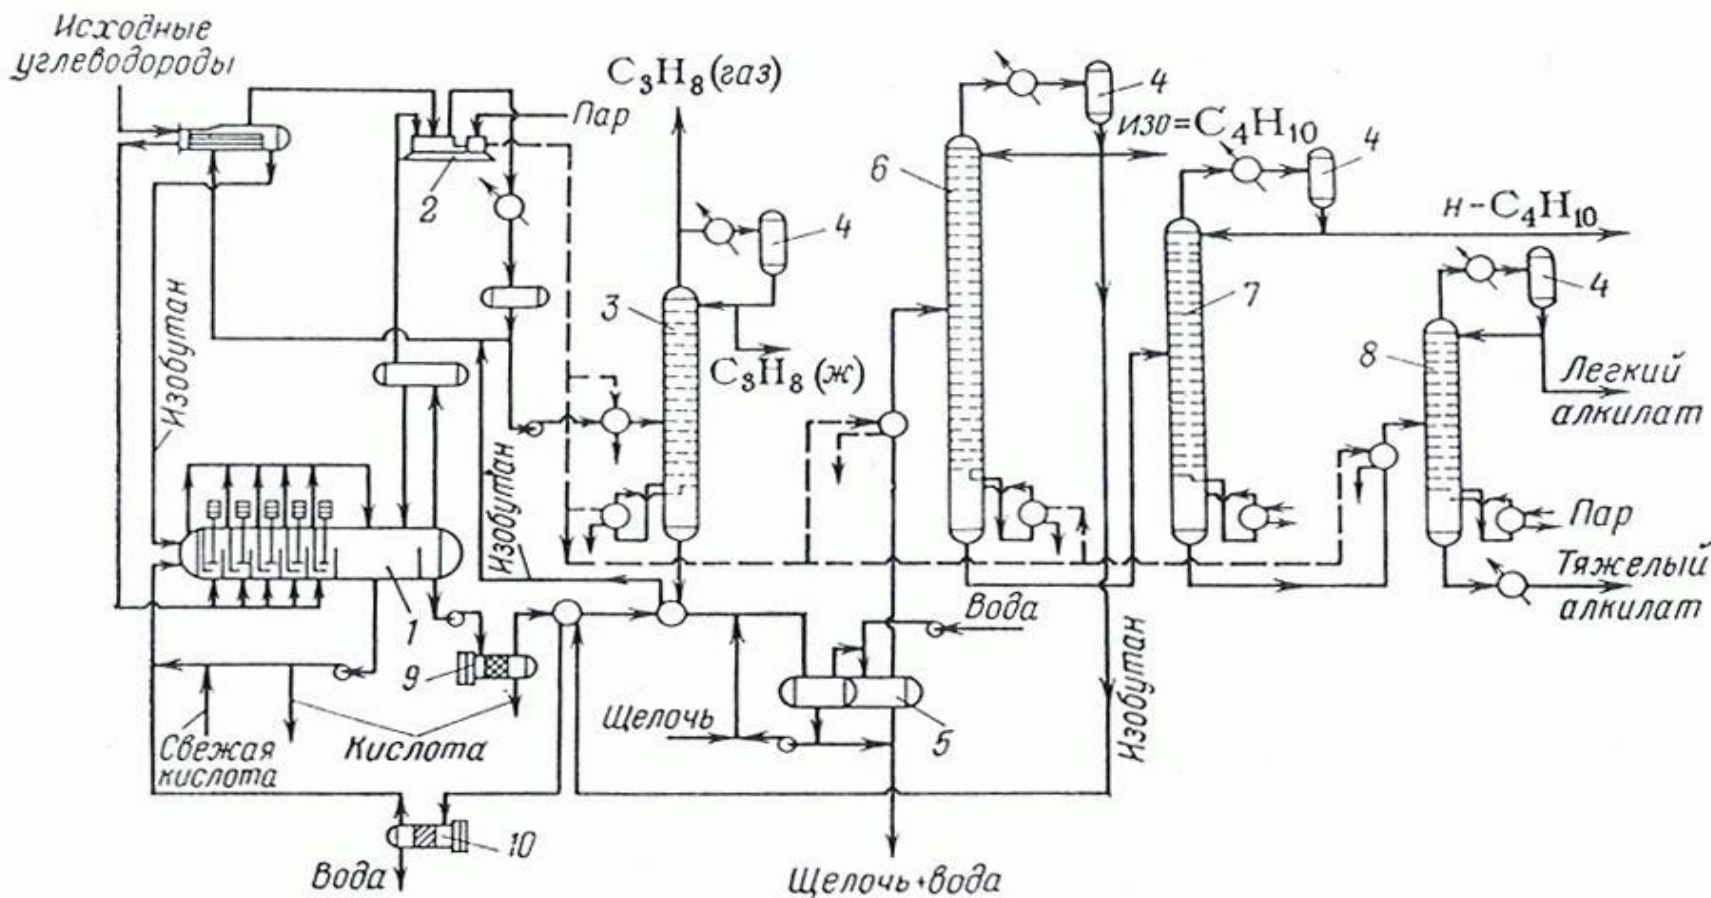 Исходные
углеводороды
C₃H₈(газ)
Пар
2
4
изо=C₄H₁₀
4
6
н-C₄H₁₀
4
3
4
7
8
C₃H₈(ж)
Легкий
алкилат
Изобутан
Изобутан
Пар
Тяжелый
алкилат
1
Вода
9
Изобутан
Щелочь
5
Свежая
кислота
Кислота
10
Вода
Щелочь+вода